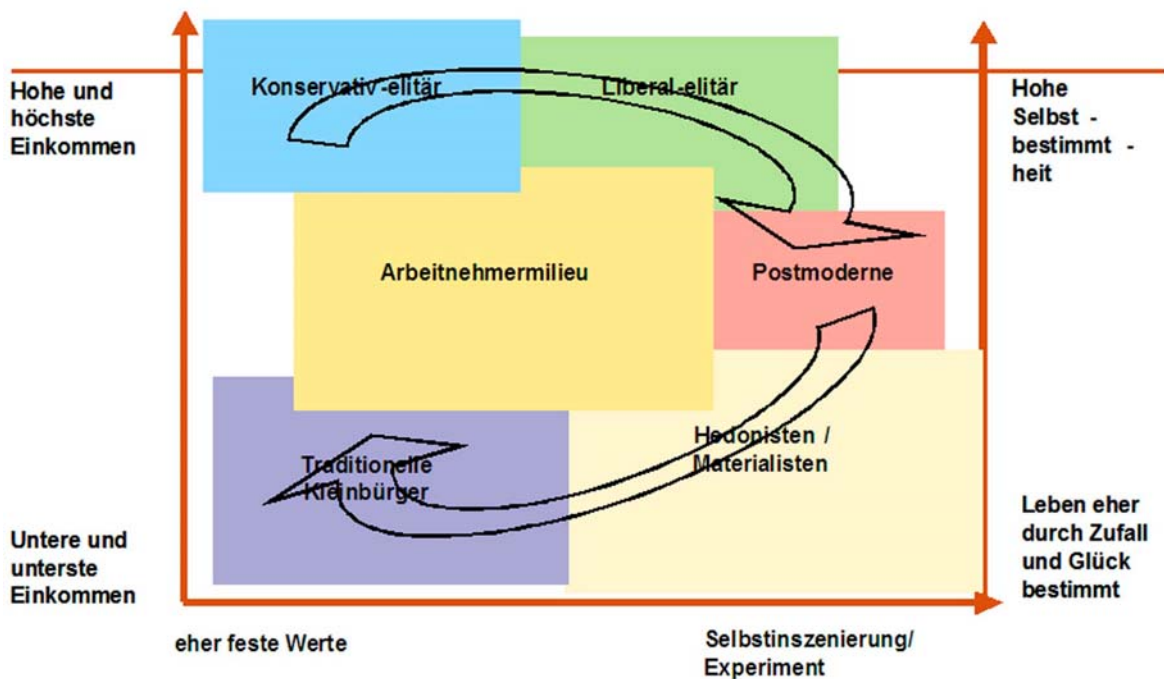 Konservativ-elitär
Liberal-elitär
Hohe und
höchste
Einkommen
Hohe
Selbst -
bestimmt -
heit
Arbeitnehmermilieu
Postmoderne
Hedonisten /
Materialisten
Traditionelle
Kleinbürger
Untere und
unterste
Einkommen
Leben eher
durch Zufall
und Glück
bestimmt
eher feste Werte
Selbstinszenierung/
Experiment